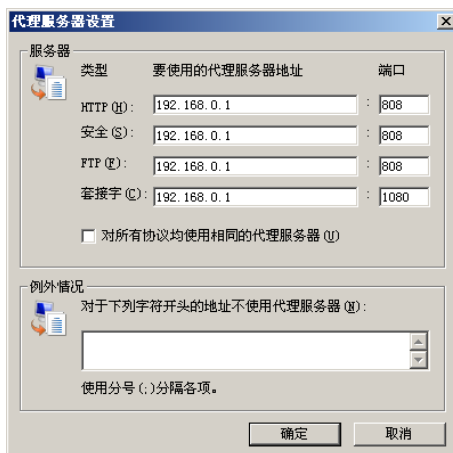 代理服务器设置
服务器
类型 要使用的代理服务器地址 端口
HTTP(H): 192.168.0.1 : 808
安全(S): 192.168.0.1 : 808
FTP(F): 192.168.0.1 : 808
套接字(C): 192.168.0.1 : 1080
对所有协议均使用相同的代理服务器(U)
例外情况
对于下列字符开头的地址不使用代理服务器(N):
使用分号(;)分隔各项。
确定 取消